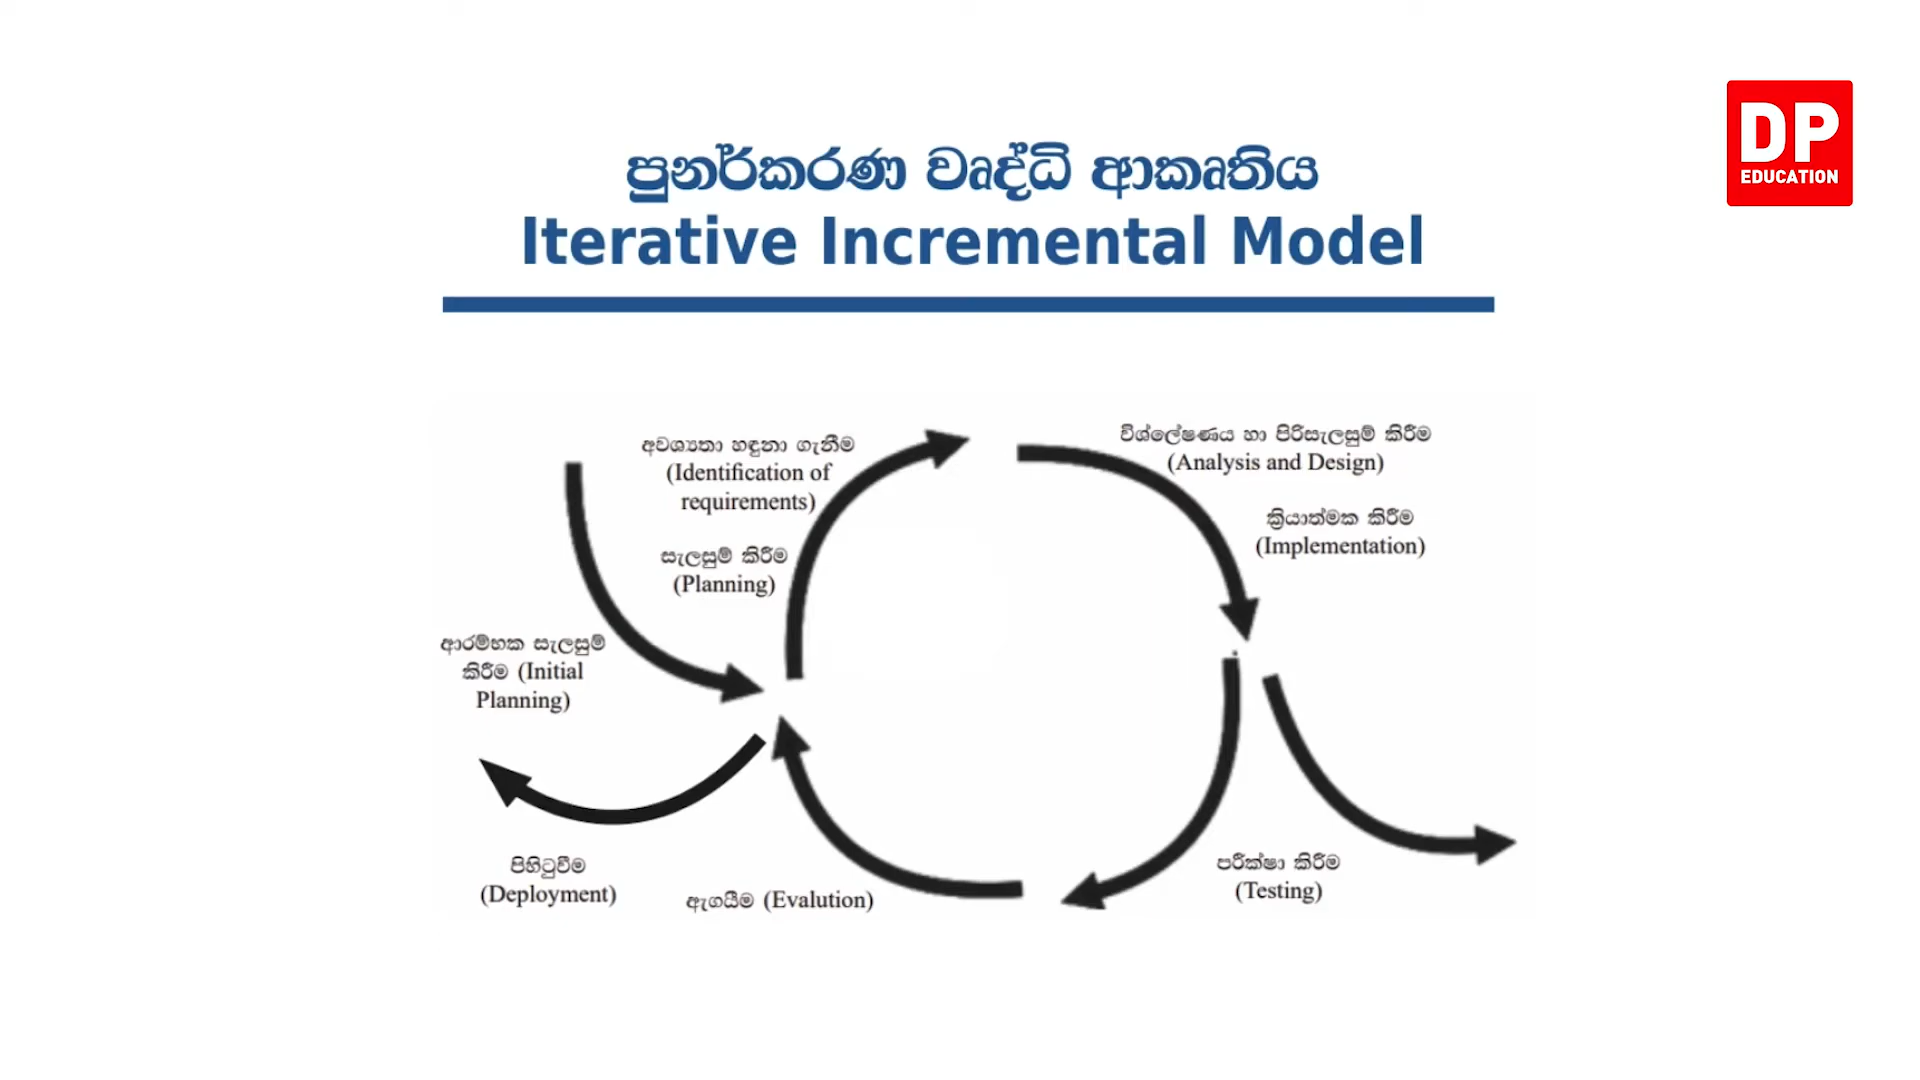 DP
EDUCATION
පුනර්කරණ වෘද්ධි ආකෘතිය
Iterative Incremental Model
අවශ්‍යතා හඳුනා ගැනීම
(Identification of
requirements)
සැලසුම් කිරීම
(Planning)
විශ්ලේෂණය හා පිරිසැලසුම් කිරීම
(Analysis and Design)
ක්‍රියාත්මක කිරීම
(Implementation)
ආරම්භක සැලසුම්
කිරීම (Initial
Planning)
පිහිටුවීම
(Deployment)
ඇගයීම (Evalution)
පරීක්ෂා කිරීම
(Testing)